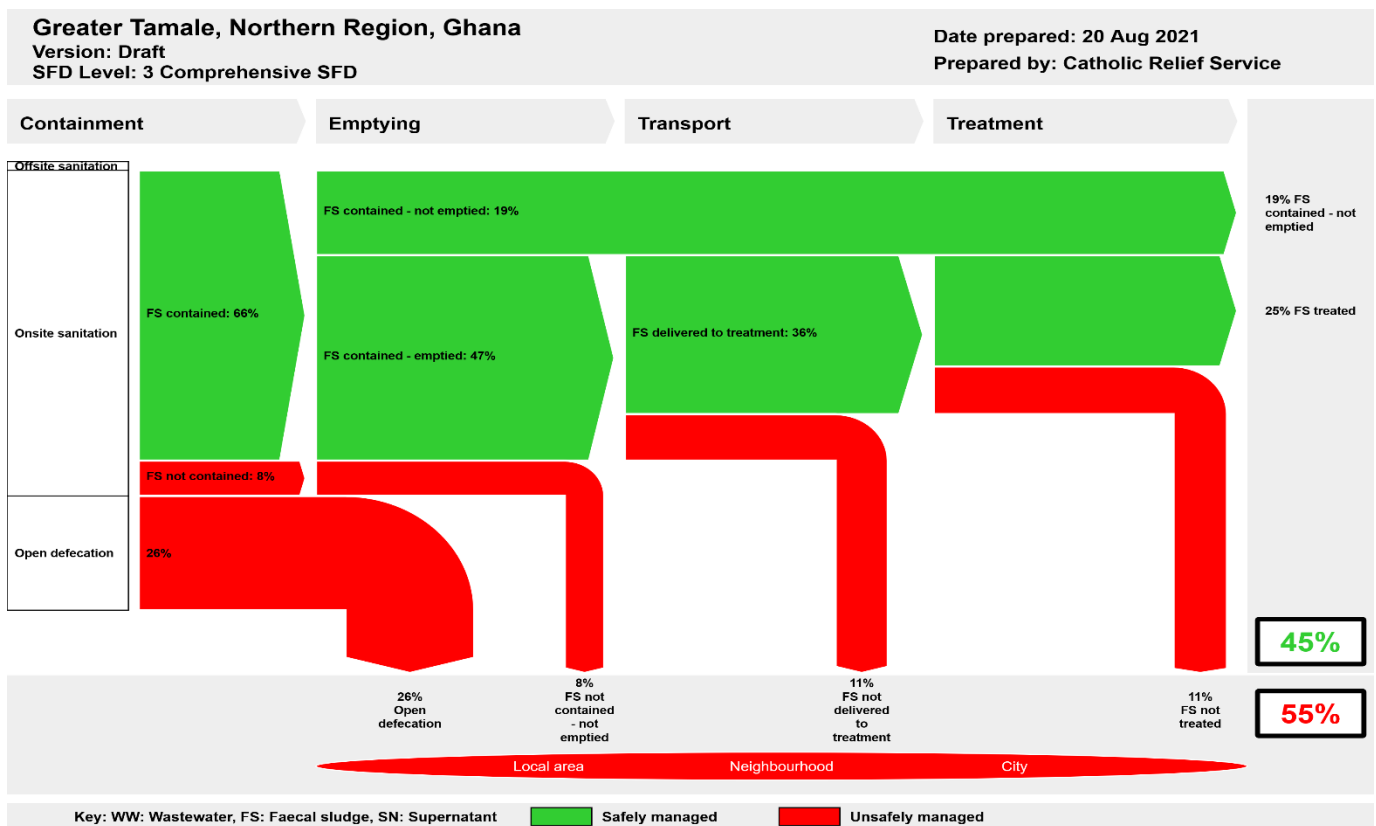 Greater Tamale, Northern Region, Ghana
Version: Draft
SFD Level: 3 Comprehensive SFD
Date prepared: 20 Aug 2021
Prepared by: Catholic Relief Service
Containment
Emptying
Transport
Treatment
Offsite sanitation
Onsite sanitation
Open defecation
FS contained: 66%
FS not contained: 8%
26%
FS contained - not emptied: 19%
FS contained - emptied: 47%
FS delivered to treatment: 36%
19% FS
contained - not
emptied
25% FS treated
45%
55%
26%
Open
defecation
8%
FS not
contained
- not
emptied
11%
FS not
delivered
to
treatment
11%
FS not
treated
Local area
Neighbourhood
City
Key: WW: Wastewater, FS: Faecal sludge, SN: Supernatant
Safely managed
Unsafely managed